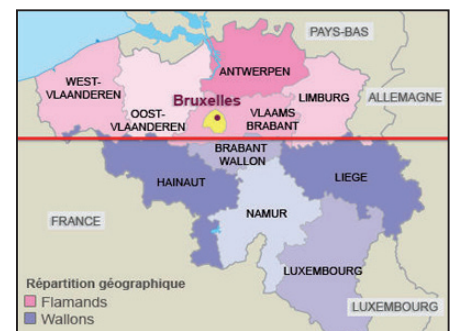 PAYS-BAS
ANTWERPEN
WEST-
VLAANDEREN
LIMBURG
ALLEMAGNE
Bruxelles
OOST-
VLAANDEREN
VLAAMS
BRABANT
BRABANT
WALLON
HAINAUT
LIEGE
NAMUR
FRANCE
LUXEMBOURG
Répartition géographique
Flamands
Wallons
LUXEMBOURG